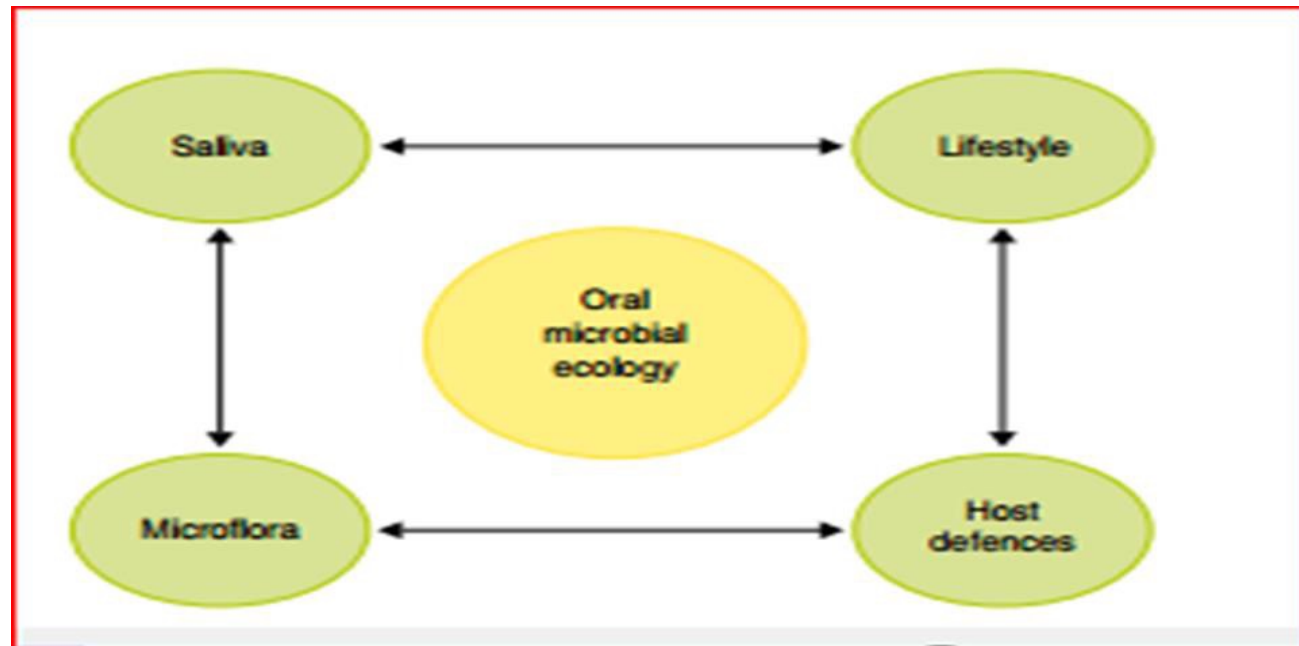 Saliva
Lifestyle
Oral
microbial
ecology
Microflora
Host
defences